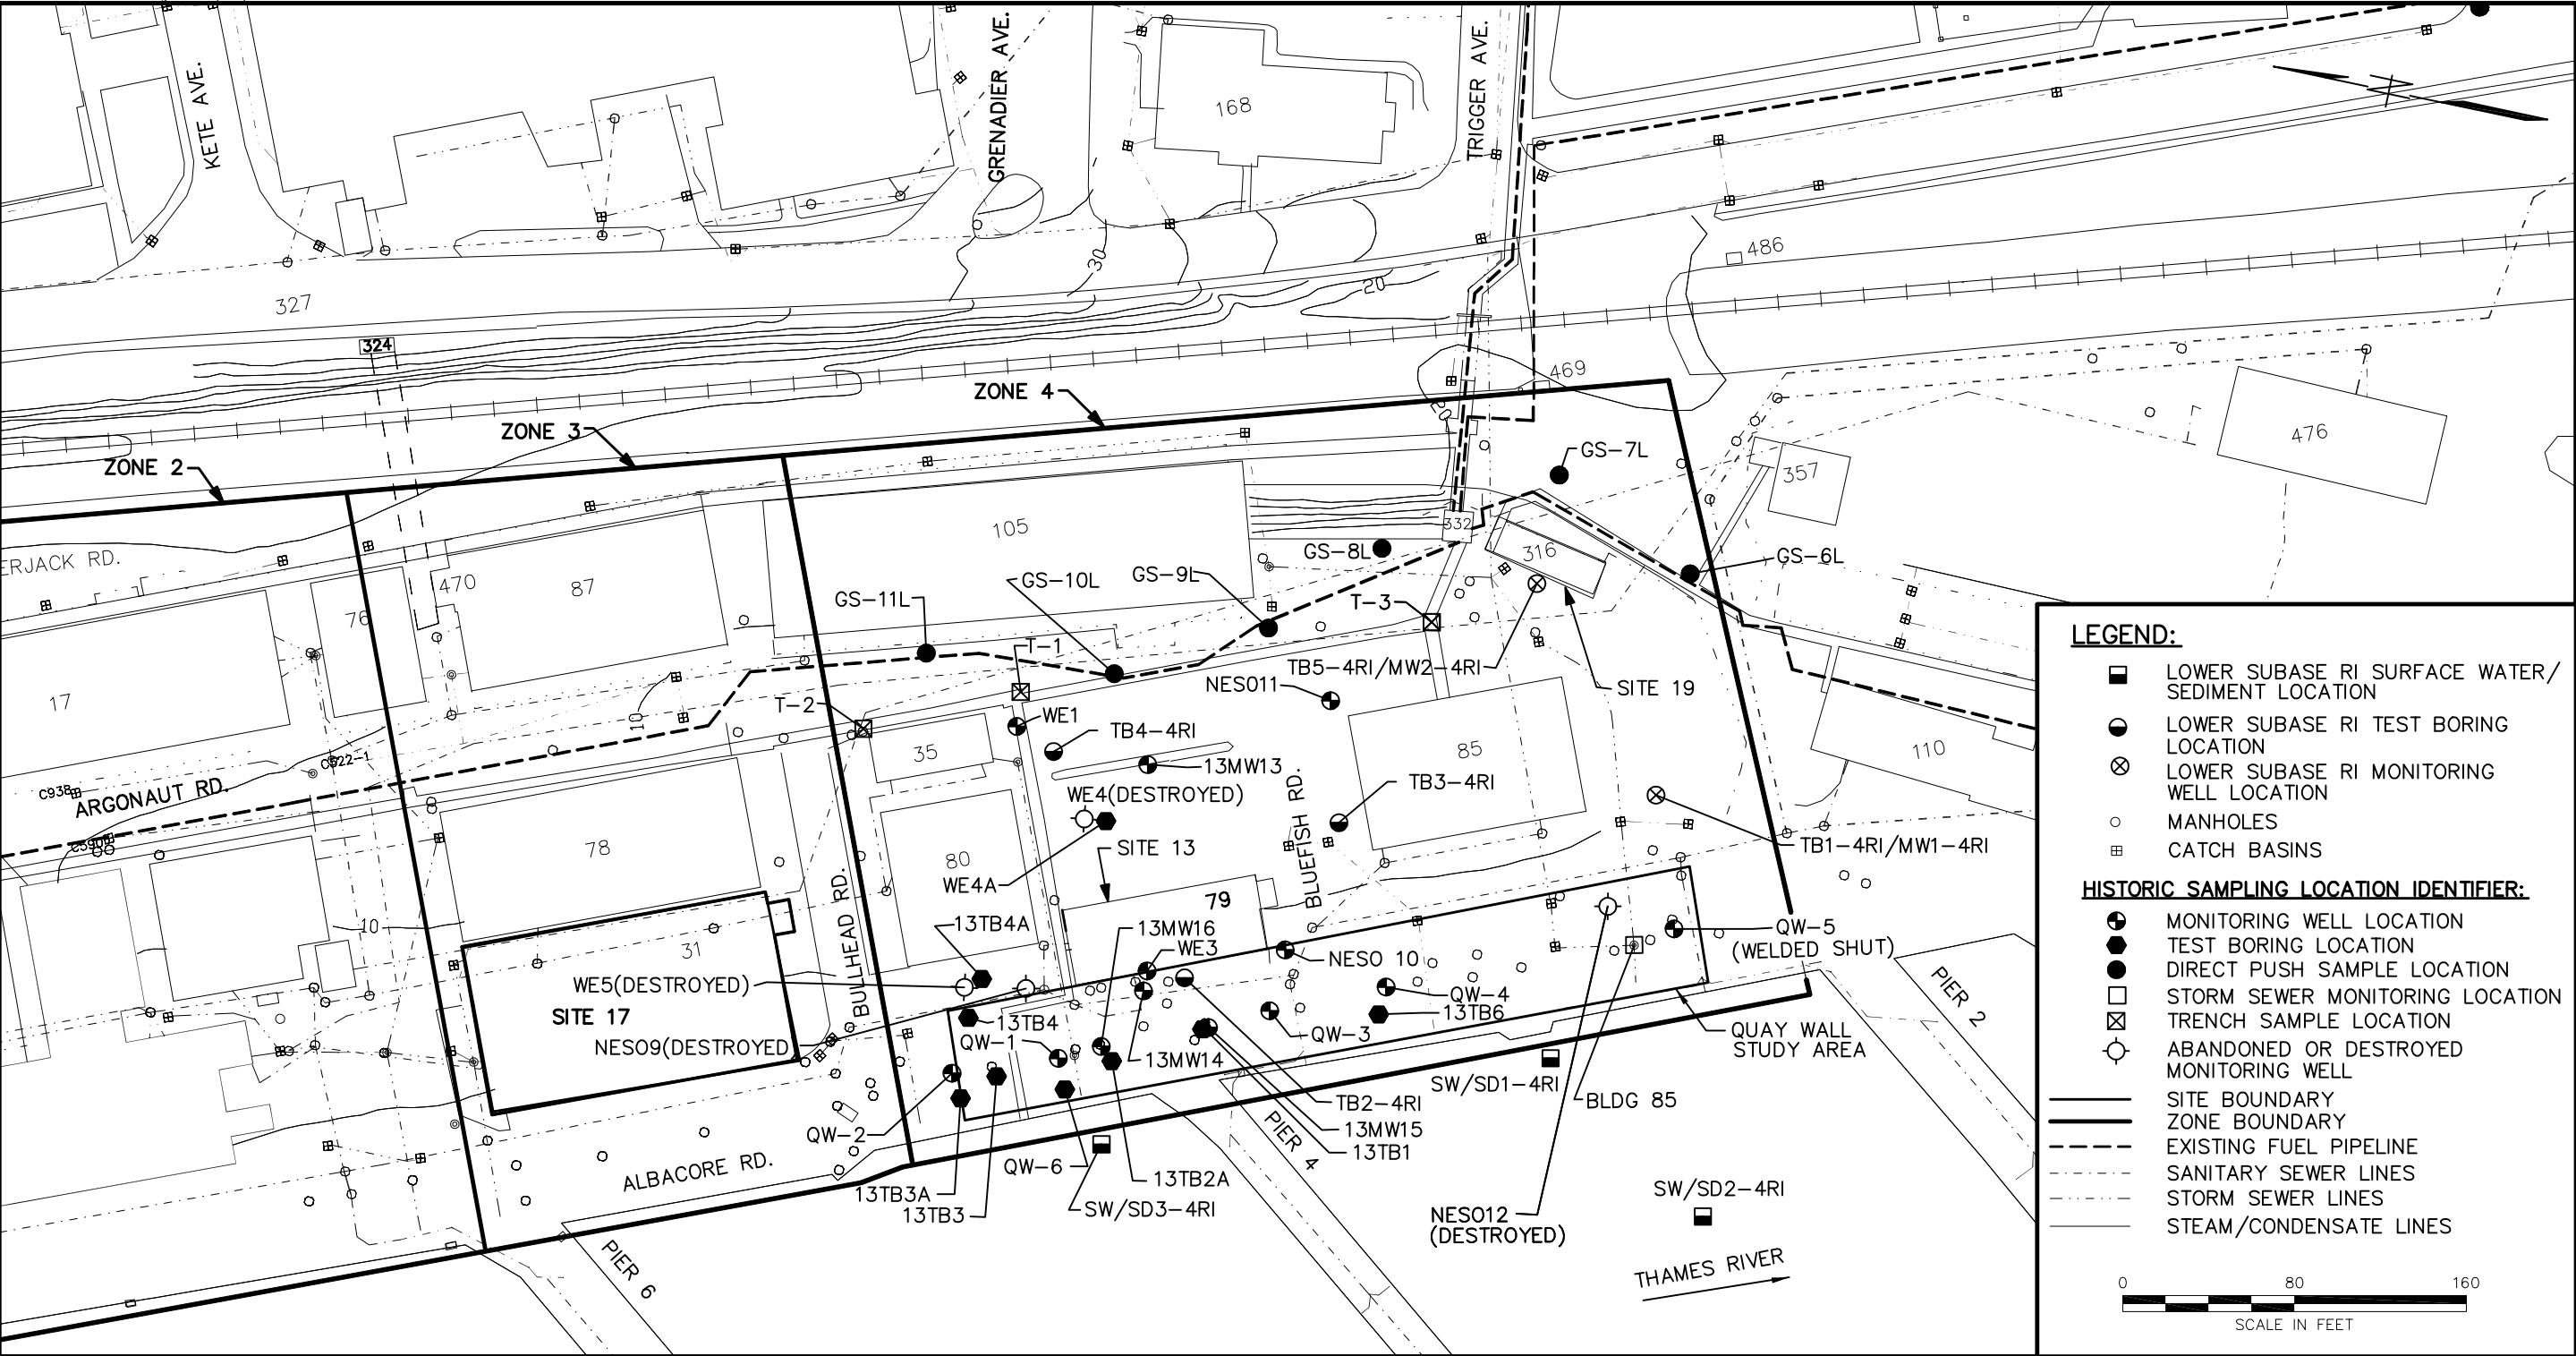 KETE AVE.
GRENADIER AVE.
TRIGGER AVE.
168
327
324
30
20
486
469
ZONE 4
ZONE 3
ZONE 2
20
GS-7L
476
357
332
316
GS-8L
GS-6L
105
ERJACK RD.
470
87
76
GS-11L
GS-10L
GS-9L
T-3
T-1
TB5-4RI/MW2-4RI
SITE 19
NESO11
17
10
T-2
WE1
TB4-4RI
35
13MW13
85
110
C522-1
C938
ARGONAUT RD.
WE4(DESTROYED)
TB3-4RI
BLUEFISH RD.
78
80
SITE 13
TB1-4RI/MW1-4RI
WE4A
79
BULLHEAD RD.
10
31
13TB4A
13MW16
WE3
NESO 10
QW-5
(WELDED SHUT)
WE5(DESTROYED)
SITE 17
13TB4
QW-4
13TB6
PIER 2
NESO9(DESTROYED)
QW-1
13MW14
QW-3
QUAY WALL
STUDY AREA
SW/SD1-4RI
BLDG 85
TB2-4RI
13MW15
13TB1
QW-2
PIER 4
ALBACORE RD.
QW-6
13TB2A
13TB3A
13TB3
SW/SD3-4RI
SW/SD2-4RI
NESO12
(DESTROYED)
PIER 6
THAMES RIVER
LEGEND:
LOWER SUBASE RI SURFACE WATER/
SEDIMENT LOCATION
LOWER SUBASE RI TEST BORING
LOCATION
LOWER SUBASE RI MONITORING
WELL LOCATION
MANHOLES
CATCH BASINS
HISTORIC SAMPLING LOCATION IDENTIFIER:
MONITORING WELL LOCATION
TEST BORING LOCATION
DIRECT PUSH SAMPLE LOCATION
STORM SEWER MONITORING LOCATION
TRENCH SAMPLE LOCATION
ABANDONED OR DESTROYED
MONITORING WELL
SITE BOUNDARY
ZONE BOUNDARY
EXISTING FUEL PIPELINE
SANITARY SEWER LINES
STORM SEWER LINES
STEAM/CONDENSATE LINES
0 80 160
SCALE IN FEET